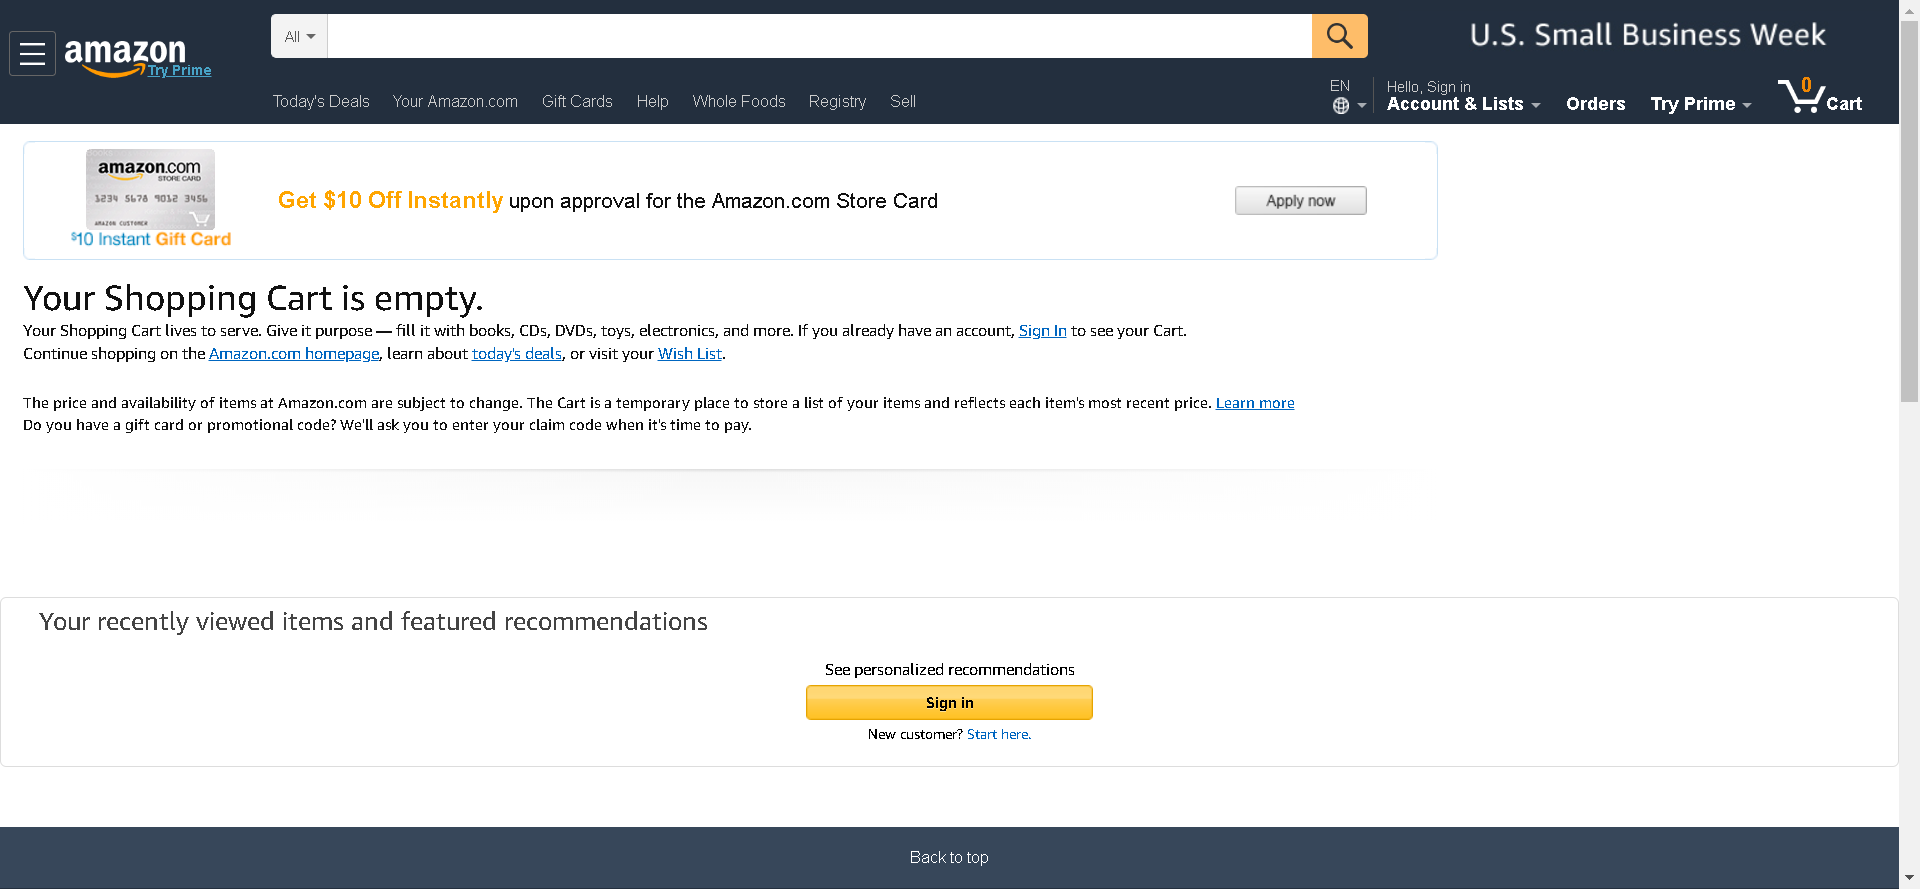 amazon
Try Prime
All
U.S. Small Business Week
Today's Deals Your Amazon.com Gift Cards Help Whole Foods Registry Sell
EN
Hello, Sign in
Account & Lists
Orders
Try Prime
0
Cart
amazon.com
STORE CARD
1234 5678 9012 3456
AMAZON CUSTOMER
$10 Instant Gift Card
Get $10 Off Instantly upon approval for the Amazon.com Store Card
Apply now
Your Shopping Cart is empty.
Your Shopping Cart lives to serve. Give it purpose — fill it with books, CDs, DVDs, toys, electronics, and more. If you already have an account, Sign In to see your Cart.
Continue shopping on the Amazon.com homepage, learn about today's deals, or visit your Wish List.
The price and availability of items at Amazon.com are subject to change. The Cart is a temporary place to store a list of your items and reflects each item's most recent price. Learn more
Do you have a gift card or promotional code? We'll ask you to enter your claim code when it's time to pay.
Your recently viewed items and featured recommendations
See personalized recommendations
Sign in
New customer? Start here.
Back to top